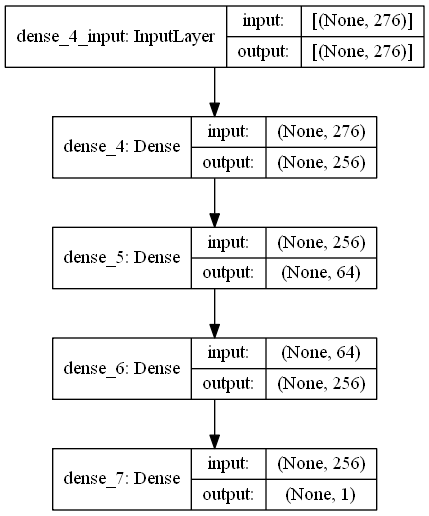 dense_4_input: InputLayer
input:
[(None, 276)]
output:
[(None, 276)]
dense_4: Dense
input:
(None, 276)
output:
(None, 256)
dense_5: Dense
input:
(None, 256)
output:
(None, 64)
dense_6: Dense
input:
(None, 64)
output:
(None, 256)
dense_7: Dense
input:
(None, 256)
output:
(None, 1)